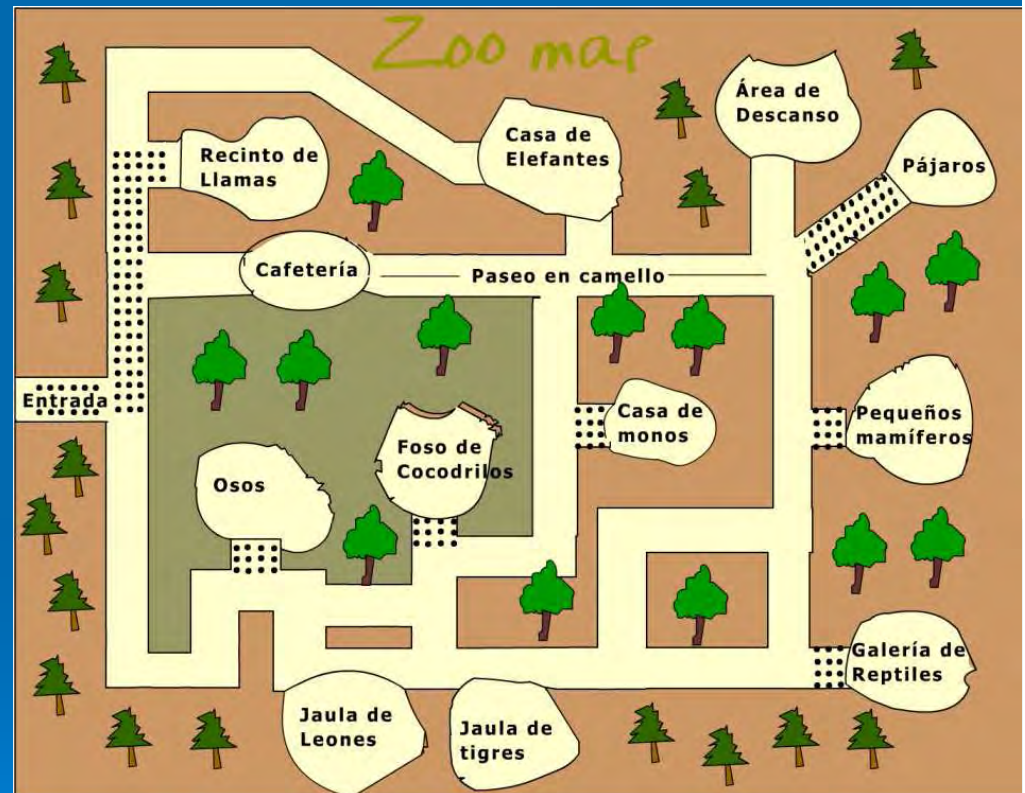 Zoo map
Área de
Descanso
Casa de
Elefantes
Recinto de
Llamas
Pájaros
Cafetería
Paseo en camello
Entrada
Casa de
monos
Pequeños
mamíferos
Foso de
Cocodrilos
Osos
Galería de
Reptiles
Jaula de
Leones
Jaula de
tigres